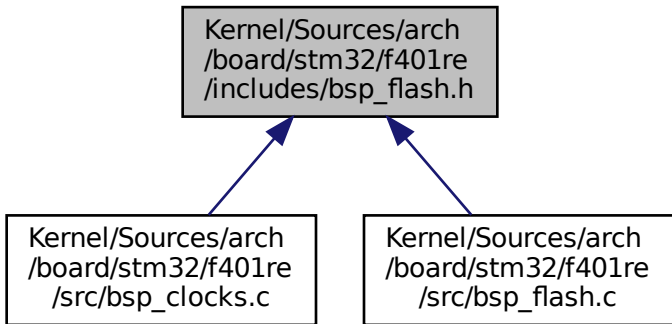 Kernel/Sources/arch
/board/stm32/f401re
/includes/bsp_flash.h
Kernel/Sources/arch
/board/stm32/f401re
/src/bsp_clocks.c
Kernel/Sources/arch
/board/stm32/f401re
/src/bsp_flash.c